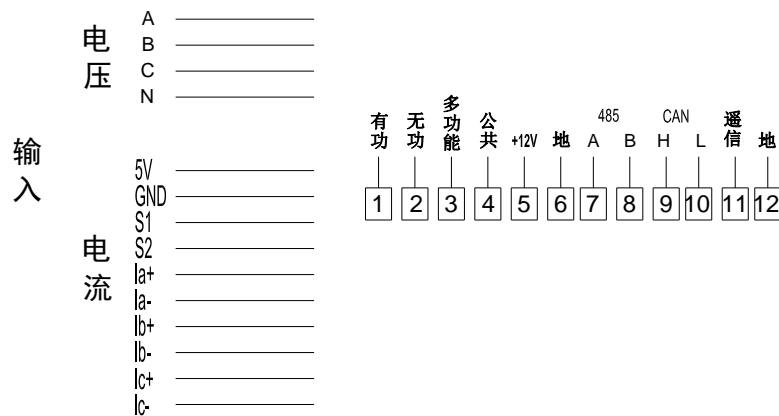 输入
电压
A
B
C
N
电流
5V
GND
S1
S2
Ia+
Ia-
Ib+
Ib-
Ic+
Ic-
有功
无功
多功能
公共
+12V
地
485
A B
CAN
H L
遥信
地
1 2 3 4 5 6 7 8 9 10 11 12